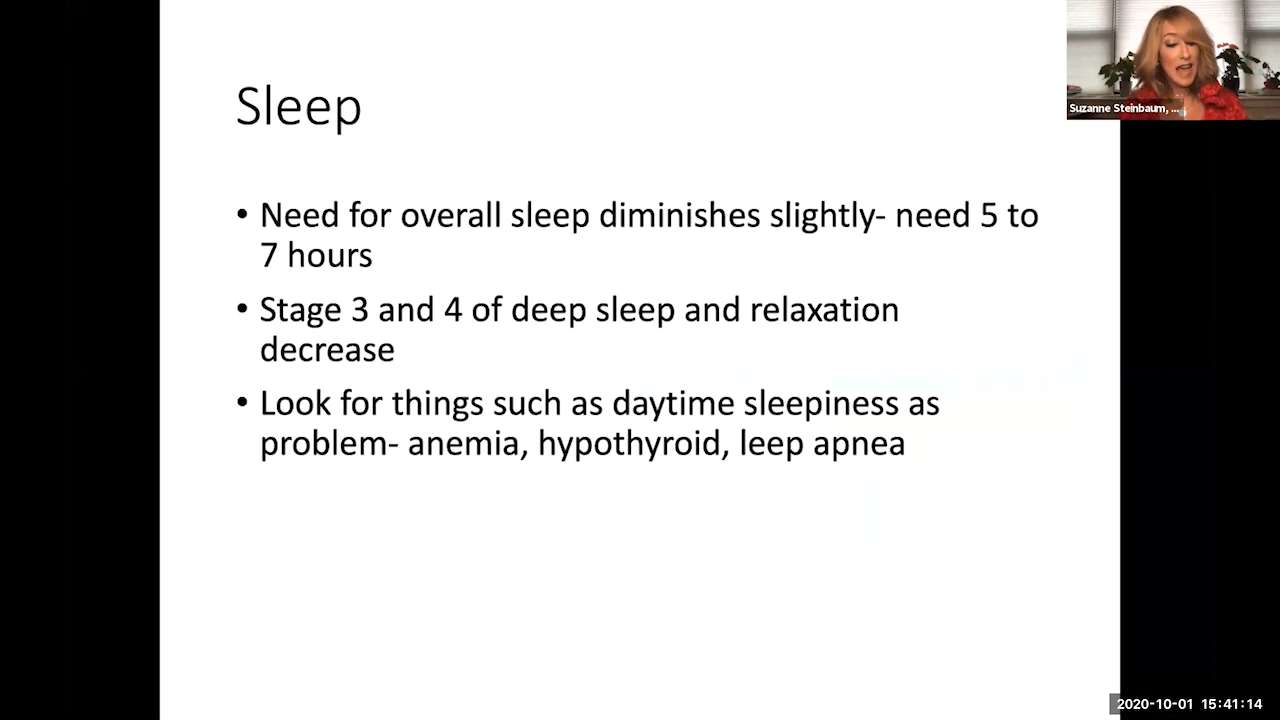 Sleep
• Need for overall sleep diminishes slightly- need 5 to
7 hours
• Stage 3 and 4 of deep sleep and relaxation
decrease
• Look for things such as daytime sleepiness as
problem- anemia, hypothyroid, leep apnea
Suzanne Steinbaum, ...
2020-10-01 15:41:14